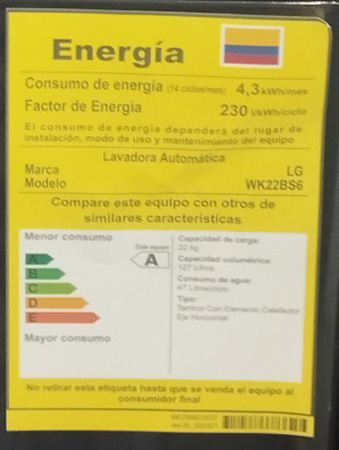 Energía
Consumo de energía (14 ciclos/mes) 4,3 kWh/mes
Factor de Energía 230 l/kWh/ciclo
El consumo de energía dependerá del lugar de
instalación, modo de uso y mantenimiento del equipo
Lavadora Automática
Marca LG
Modelo WK22BS6
Compare este equipo con otros de
similares características
Menor consumo
Este equipo
A
A
B
C
D
E
Mayor consumo
Capacidad de carga:
22 kg
Capacidad volumétrica:
127 Litros
Consumo de agua:
47 Litros/ciclo
Tipo:
Tambor Con Elemento Calefactor
Eje Horizontal
No retirar esta etiqueta hasta que se venda el equipo al
consumidor final